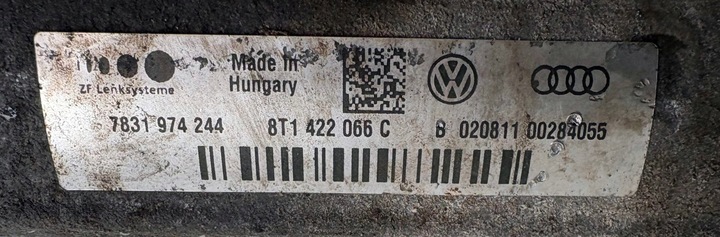 ZF Lenksysteme
Made in
Hungary
7831 974 244 8T1 422 066 C B 020811 00284055